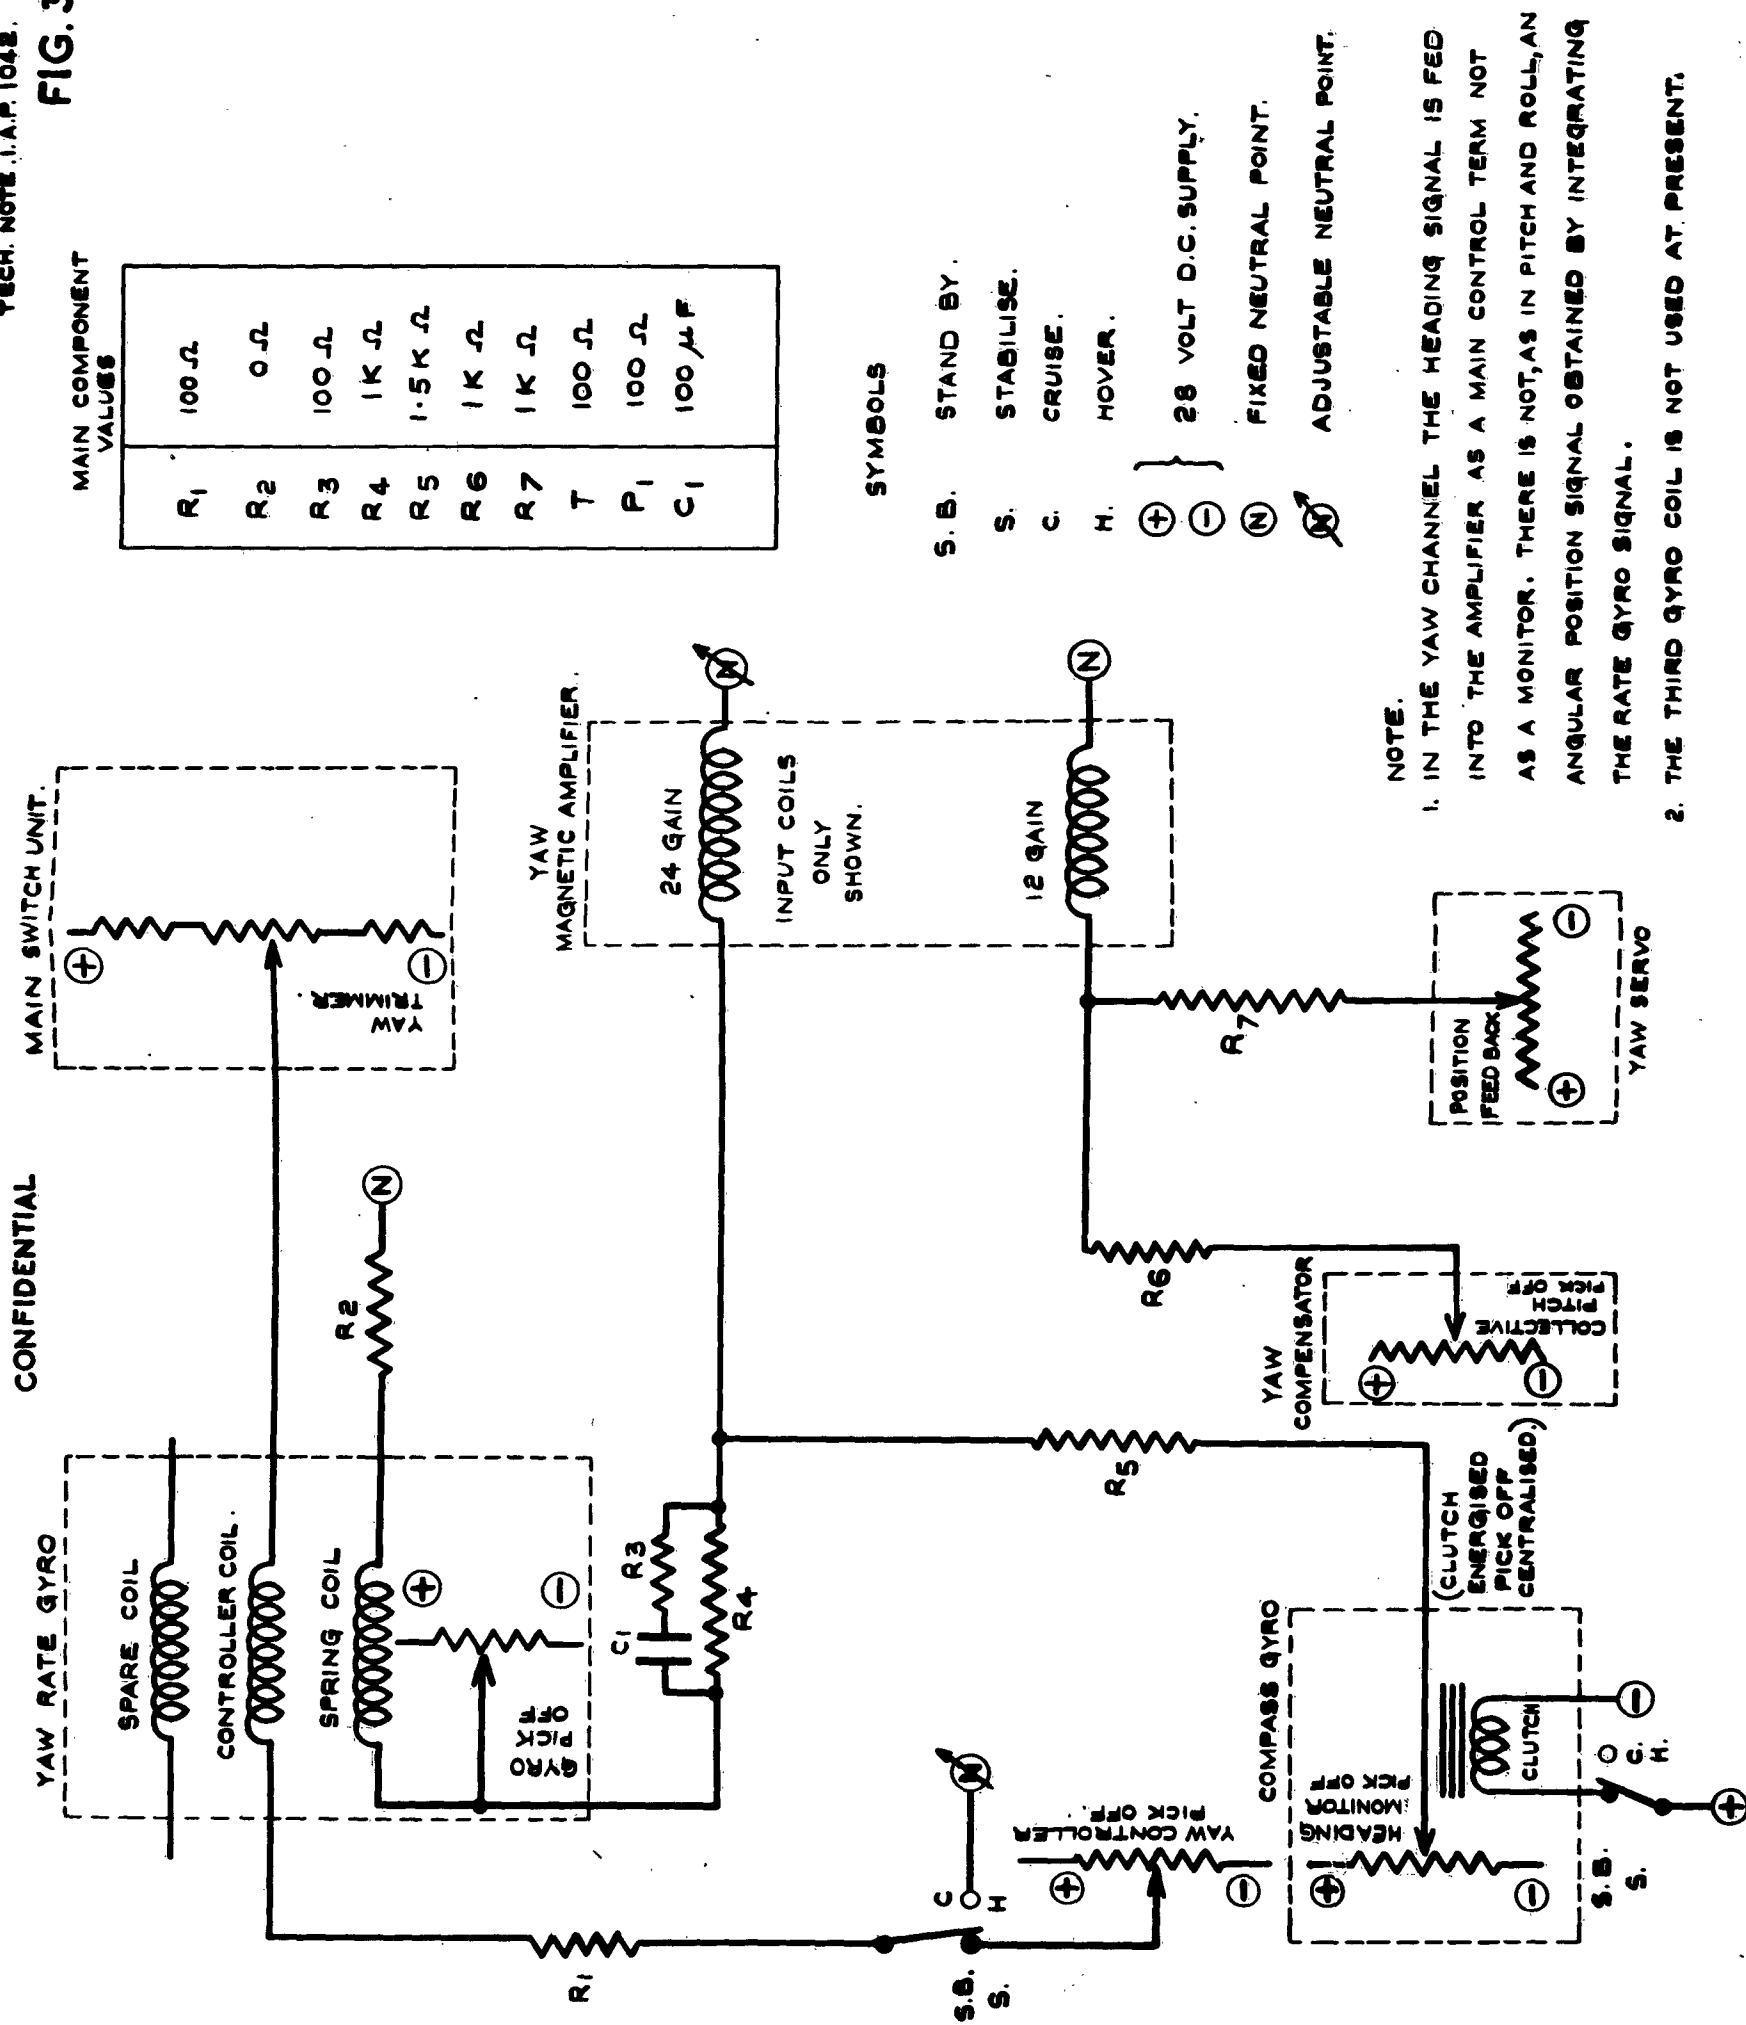 TECH. NOTE. I.A.P. 1042.
FIG. 3
CONFIDENTIAL
YAW RATE GYRO
SPARE COIL
CONTROLLER COIL.
SPRING COIL
+
−
GYRO
PICK
OFF
R2
N
MAIN SWITCH UNIT.
+
−
YAW
TRIMMER.
C1
R3
R4
YAW
MAGNETIC AMPLIFIER.
24 GAIN
INPUT COILS
ONLY
SHOWN.
12 GAIN
N
N
R1
S.B.
S.
C
H
N
YAW CONTROLLER
PICK OFF.
+
−
R5
R6
R7
COMPASS GYRO
HEADING
MONITOR
PICK OFF
+
−
CLUTCH
−
S.B.
S.
C.
H.
+
(CLUTCH
ENERGISED
PICK OFF
CENTRALISED.)
YAW
COMPENSATOR
+
−
COLLECTIVE
PITCH
PICK OFF
POSITION
FEED BACK.
+
−
YAW SERVO
MAIN COMPONENT
VALUES
R1 100 Ω
R2 0 Ω
R3 100 Ω
R4 1 K Ω
R5 1·5 K Ω
R6 1 K Ω
R7 1 K Ω
T 100 Ω
P1 100 Ω
C1 100 μF
SYMBOLS
S.B. STAND BY.
S. STABILISE.
C. CRUISE.
H. HOVER.
+
− } 28 VOLT D.C. SUPPLY.
N FIXED NEUTRAL POINT.
N ADJUSTABLE NEUTRAL POINT.
NOTE.
1. IN THE YAW CHANNEL THE HEADING SIGNAL IS FED
INTO THE AMPLIFIER AS A MAIN CONTROL TERM NOT
AS A MONITOR. THERE IS NOT, AS IN PITCH AND ROLL, AN
ANGULAR POSITION SIGNAL OBTAINED BY INTEGRATING
THE RATE GYRO SIGNAL.
2. THE THIRD GYRO COIL IS NOT USED AT PRESENT.